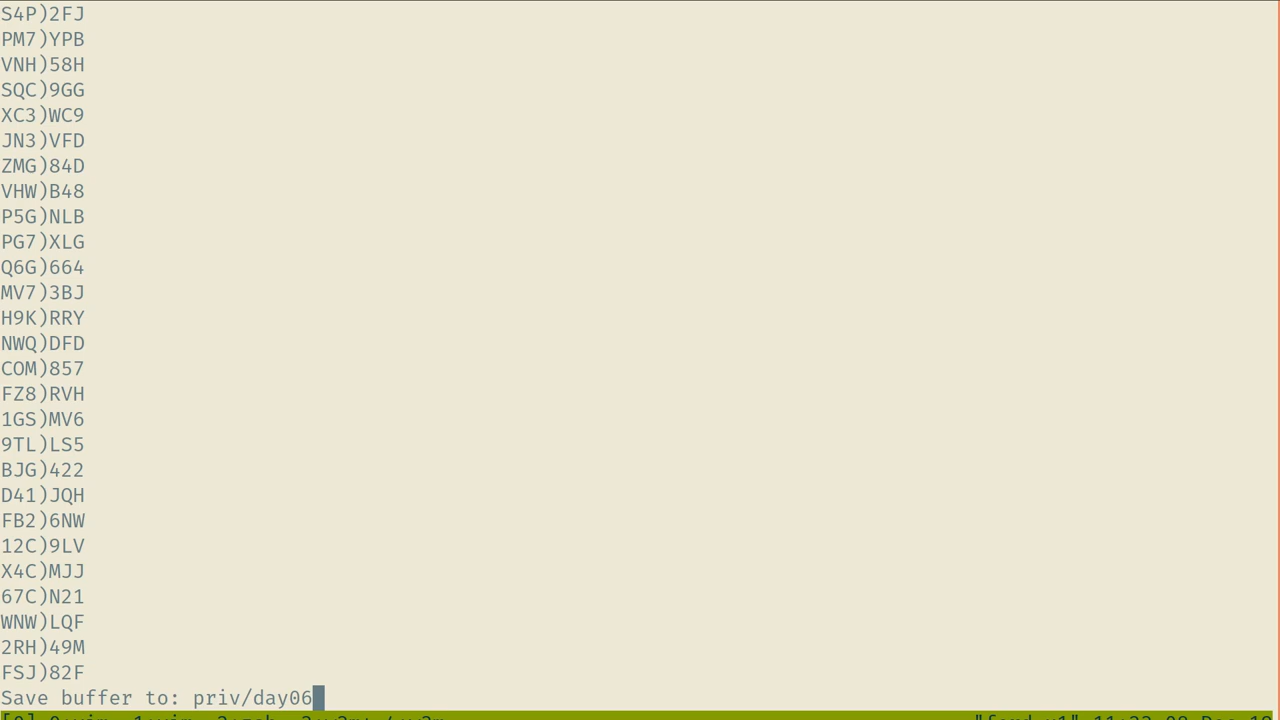 S4P)2FJ
PM7)YPB
VNH)58H
SQC)9GG
XC3)WC9
JN3)VFD
ZMG)84D
VHW)B48
P5G)NLB
PG7)XLG
Q6G)664
MV7)3BJ
H9K)RRY
NWQ)DFD
COM)857
FZ8)RVH
1GS)MV6
9TL)LS5
BJG)422
D41)JQH
FB2)6NW
12C)9LV
X4C)MJJ
67C)N21
WNW)LQF
2RH)49M
FSJ)82F
Save buffer to: priv/day06